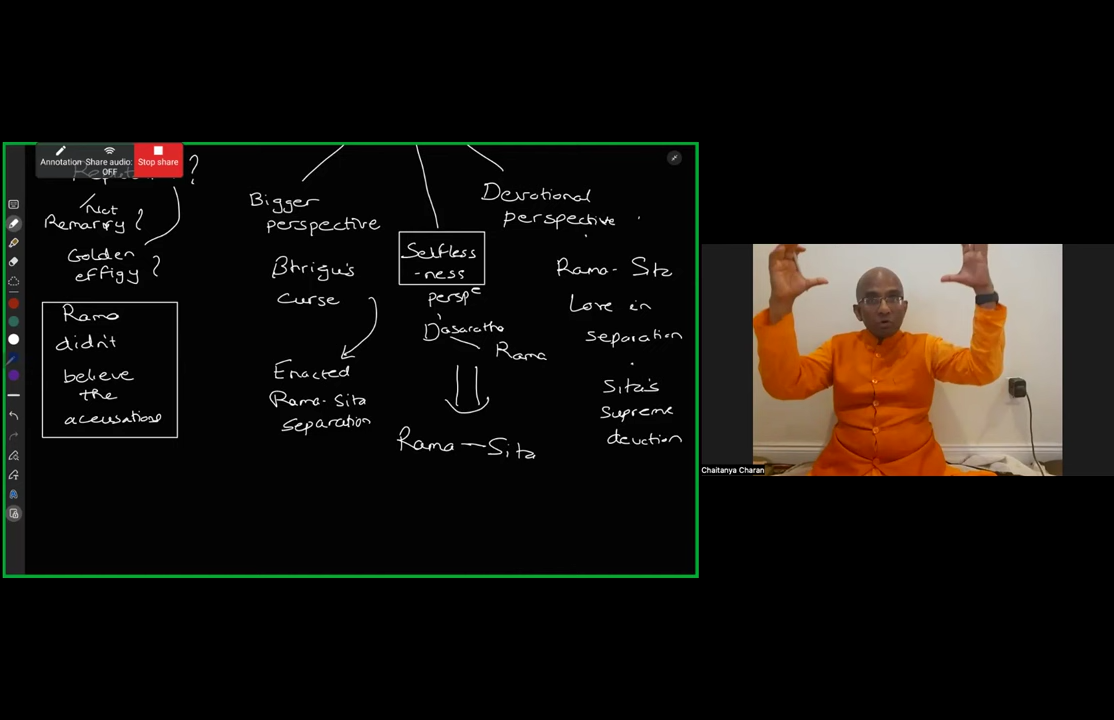 Annotation
Share audio: OFF
Stop share
?
Not
Remarry ?
Golden
effigy ?
Rama
didn't
believe
the
accusations
Bigger
perspective
Bhrigu's
curse
Enacted
Rama-Sita
separation
Selfless
-ness
persp e
Dasaratha
Rama
Rama — Sita
Devotional
perspective
Rama- Sita
Love in
separation
Sita's
supreme
devotion
Chaitanya Charan